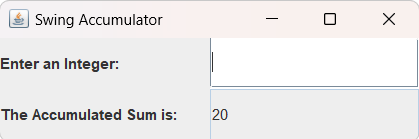 Swing Accumulator
Enter an Integer:
The Accumulated Sum is: 20